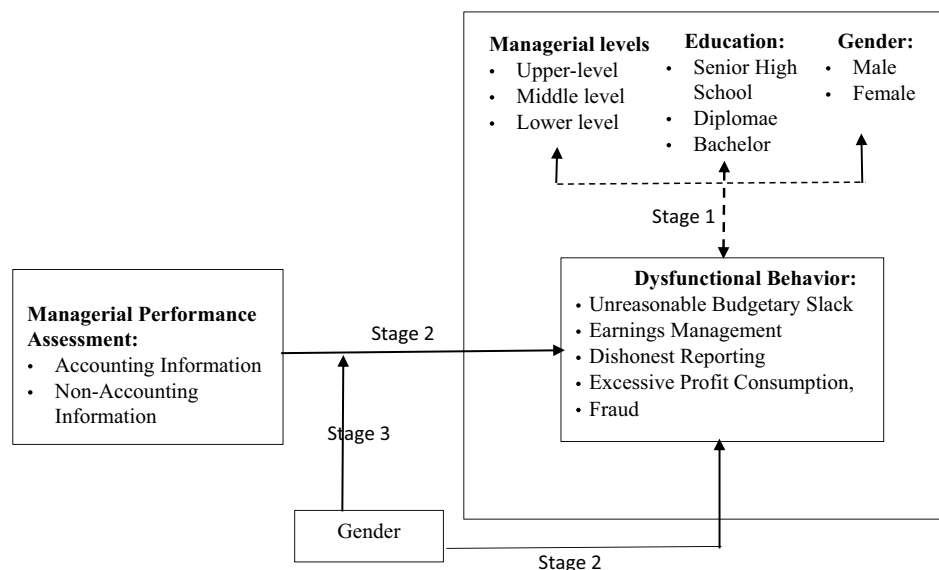 Managerial levels
• Upper-level
• Middle level
• Lower level
Education:
• Senior High
School
• Diplomae
• Bachelor
Gender:
• Male
• Female
Stage 1
Managerial Performance
Assessment:
• Accounting Information
• Non-Accounting
Information
Stage 2
Dysfunctional Behavior:
• Unreasonable Budgetary Slack
• Earnings Management
• Dishonest Reporting
• Excessive Profit Consumption,
• Fraud
Stage 3
Gender
Stage 2